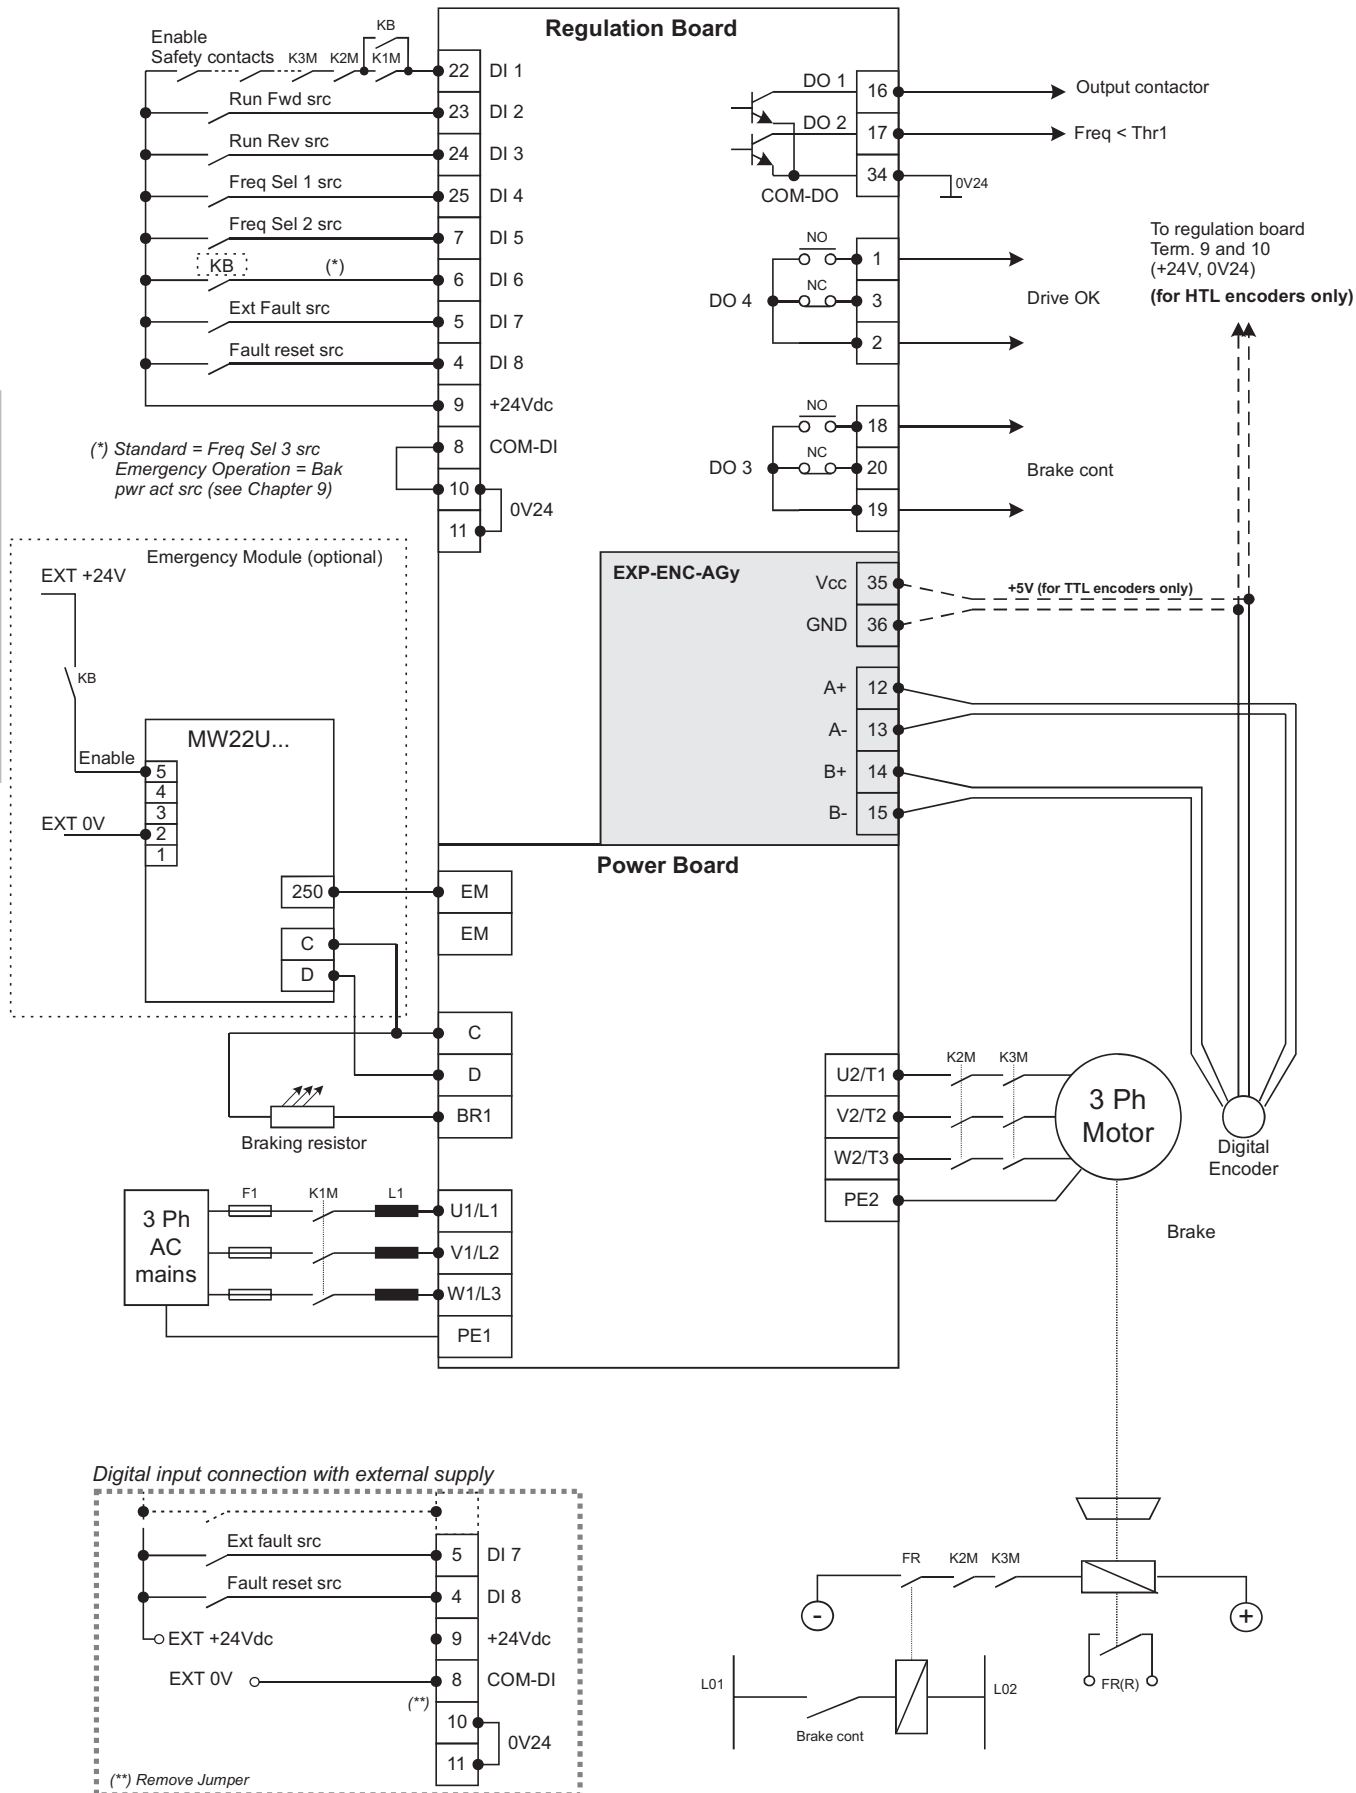 Regulation Board
Enable
Safety contacts
K3M
K2M
K1M
KB
22
DI 1
Run Fwd src
23
DI 2
Run Rev src
24
DI 3
Freq Sel 1 src
25
DI 4
Freq Sel 2 src
7
DI 5
KB
(*)
6
DI 6
Ext Fault src
5
DI 7
Fault reset src
4
DI 8
9
+24Vdc
8
COM-DI
10
11
0V24
(*) Standard = Freq Sel 3 src
Emergency Operation = Bak
pwr act src (see Chapter 9)
DO 1
16
Output contactor
DO 2
17
Freq < Thr1
34
COM-DO
0V24
NO
1
NC
DO 4
3
Drive OK
2
NO
18
NC
DO 3
20
Brake cont
19
To regulation board
Term. 9 and 10
(+24V, 0V24)
(for HTL encoders only)
Emergency Module (optional)
EXT +24V
KB
MW22U...
Enable
5
4
3
EXT 0V
2
1
250
C
D
EXP-ENC-AGy
Vcc
35
+5V (for TTL encoders only)
GND
36
A+
12
A-
13
B+
14
B-
15
Power Board
EM
EM
C
D
BR1
Braking resistor
3 Ph
AC
mains
F1
K1M
L1
U1/L1
V1/L2
W1/L3
PE1
U2/T1
V2/T2
W2/T3
PE2
K2M
K3M
3 Ph
Motor
Digital
Encoder
Brake
Digital input connection with external supply
Ext fault src
5
DI 7
Fault reset src
4
DI 8
EXT +24Vdc
9
+24Vdc
EXT 0V
8
COM-DI
(**)
10
11
0V24
(**) Remove Jumper
FR
K2M
K3M
-
+
FR(R)
L01
L02
Brake cont